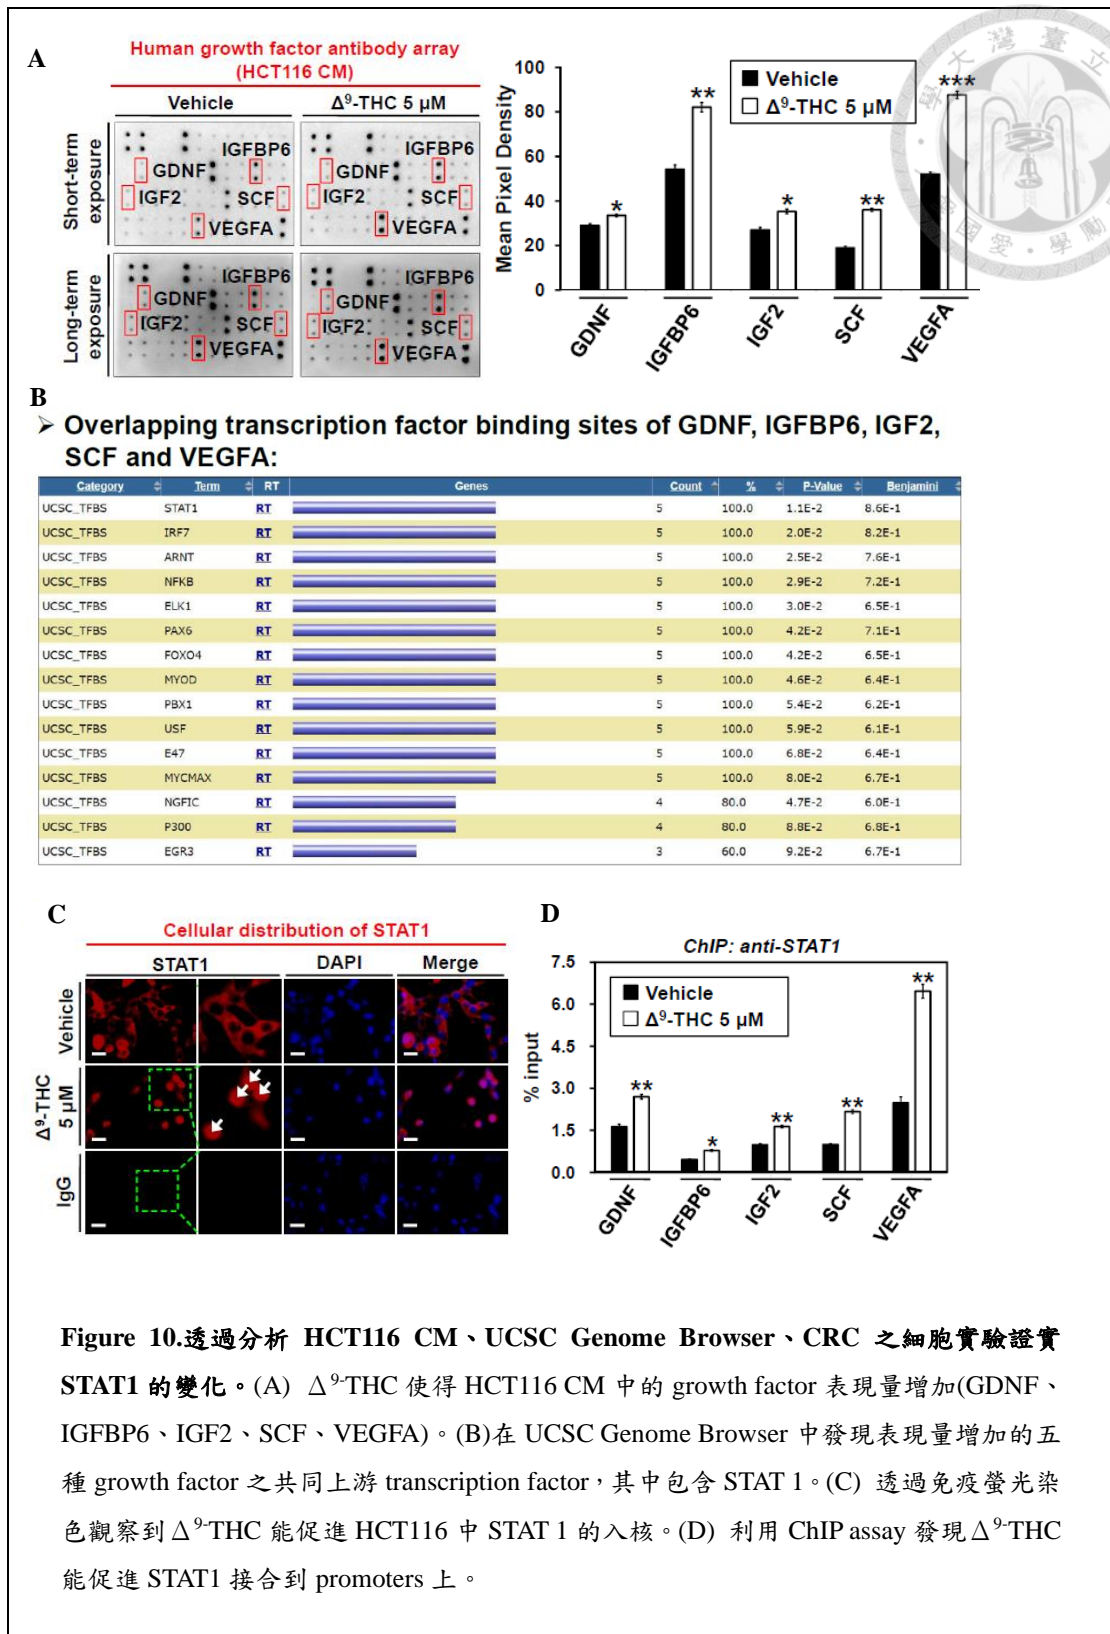 A
Human growth factor antibody array
(HCT116 CM)
Vehicle
Δ⁹-THC 5 μM
Short-term exposure
IGFBP6
GDNF
IGF2
SCF
VEGFA
IGFBP6
GDNF
IGF2
SCF
VEGFA
Long-term exposure
IGFBP6
GDNF
IGF2
SCF
VEGFA
IGFBP6
GDNF
IGF2
SCF
VEGFA
Mean Pixel Density
100
80
60
40
20
0
Vehicle
Δ⁹-THC 5 μM
*
**
*
**
***
GDNF
IGFBP6
IGF2
SCF
VEGFA
B
➢ Overlapping transcription factor binding sites of GDNF, IGFBP6, IGF2,
SCF and VEGFA:
Category Term RT Genes Count % P-Value Benjamini
UCSC_TFBS STAT1 RT 5 100.0 1.1E-2 8.6E-1
UCSC_TFBS IRF7 RT 5 100.0 2.0E-2 8.2E-1
UCSC_TFBS ARNT RT 5 100.0 2.5E-2 7.6E-1
UCSC_TFBS NFKB RT 5 100.0 2.9E-2 7.2E-1
UCSC_TFBS ELK1 RT 5 100.0 3.0E-2 6.5E-1
UCSC_TFBS PAX6 RT 5 100.0 4.2E-2 7.1E-1
UCSC_TFBS FOXO4 RT 5 100.0 4.2E-2 6.5E-1
UCSC_TFBS MYOD RT 5 100.0 4.6E-2 6.4E-1
UCSC_TFBS PBX1 RT 5 100.0 5.4E-2 6.2E-1
UCSC_TFBS USF RT 5 100.0 5.9E-2 6.1E-1
UCSC_TFBS E47 RT 5 100.0 6.8E-2 6.4E-1
UCSC_TFBS MYCMAX RT 5 100.0 8.0E-2 6.7E-1
UCSC_TFBS NGFIC RT 4 80.0 4.7E-2 6.0E-1
UCSC_TFBS P300 RT 4 80.0 8.8E-2 6.8E-1
UCSC_TFBS EGR3 RT 3 60.0 9.2E-2 6.7E-1
C
Cellular distribution of STAT1
STAT1 DAPI Merge
Vehicle
Δ⁹-THC 5 μM
IgG
D
ChIP: anti-STAT1
% input
7.5
6.0
4.5
3.0
1.5
0.0
Vehicle
Δ⁹-THC 5 μM
**
*
**
**
**
GDNF
IGFBP6
IGF2
SCF
VEGFA
Figure 10.透過分析 HCT116 CM、UCSC Genome Browser、CRC 之細胞實驗證實
STAT1 的變化。(A) Δ⁹⁻THC 使得 HCT116 CM 中的 growth factor 表現量增加(GDNF、
IGFBP6、IGF2、SCF、VEGFA)。(B)在 UCSC Genome Browser 中發現表現量增加的五
種 growth factor 之共同上游 transcription factor，其中包含 STAT 1。(C) 透過免疫螢光染
色觀察到Δ⁹⁻THC 能促進 HCT116 中 STAT 1 的入核。(D) 利用 ChIP assay 發現Δ⁹⁻THC
能促進 STAT1 接合到 promoters 上。